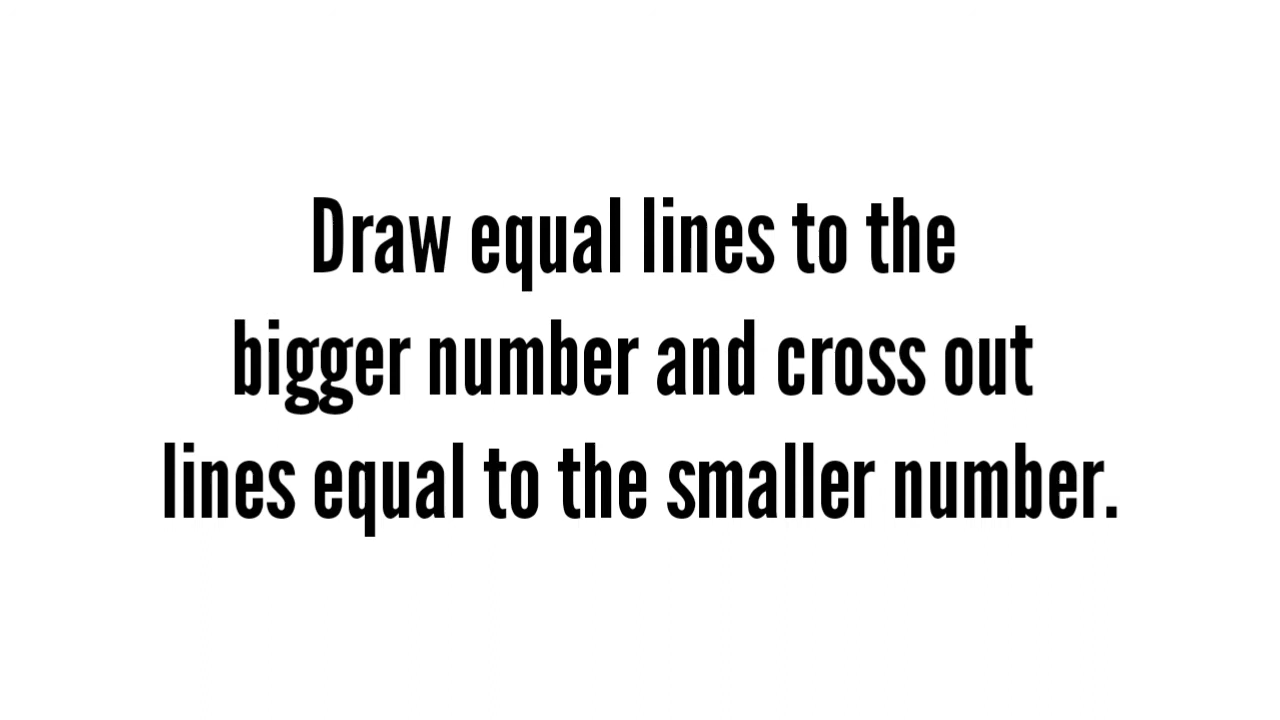 Draw equal lines to the
bigger number and cross out
lines equal to the smaller number.